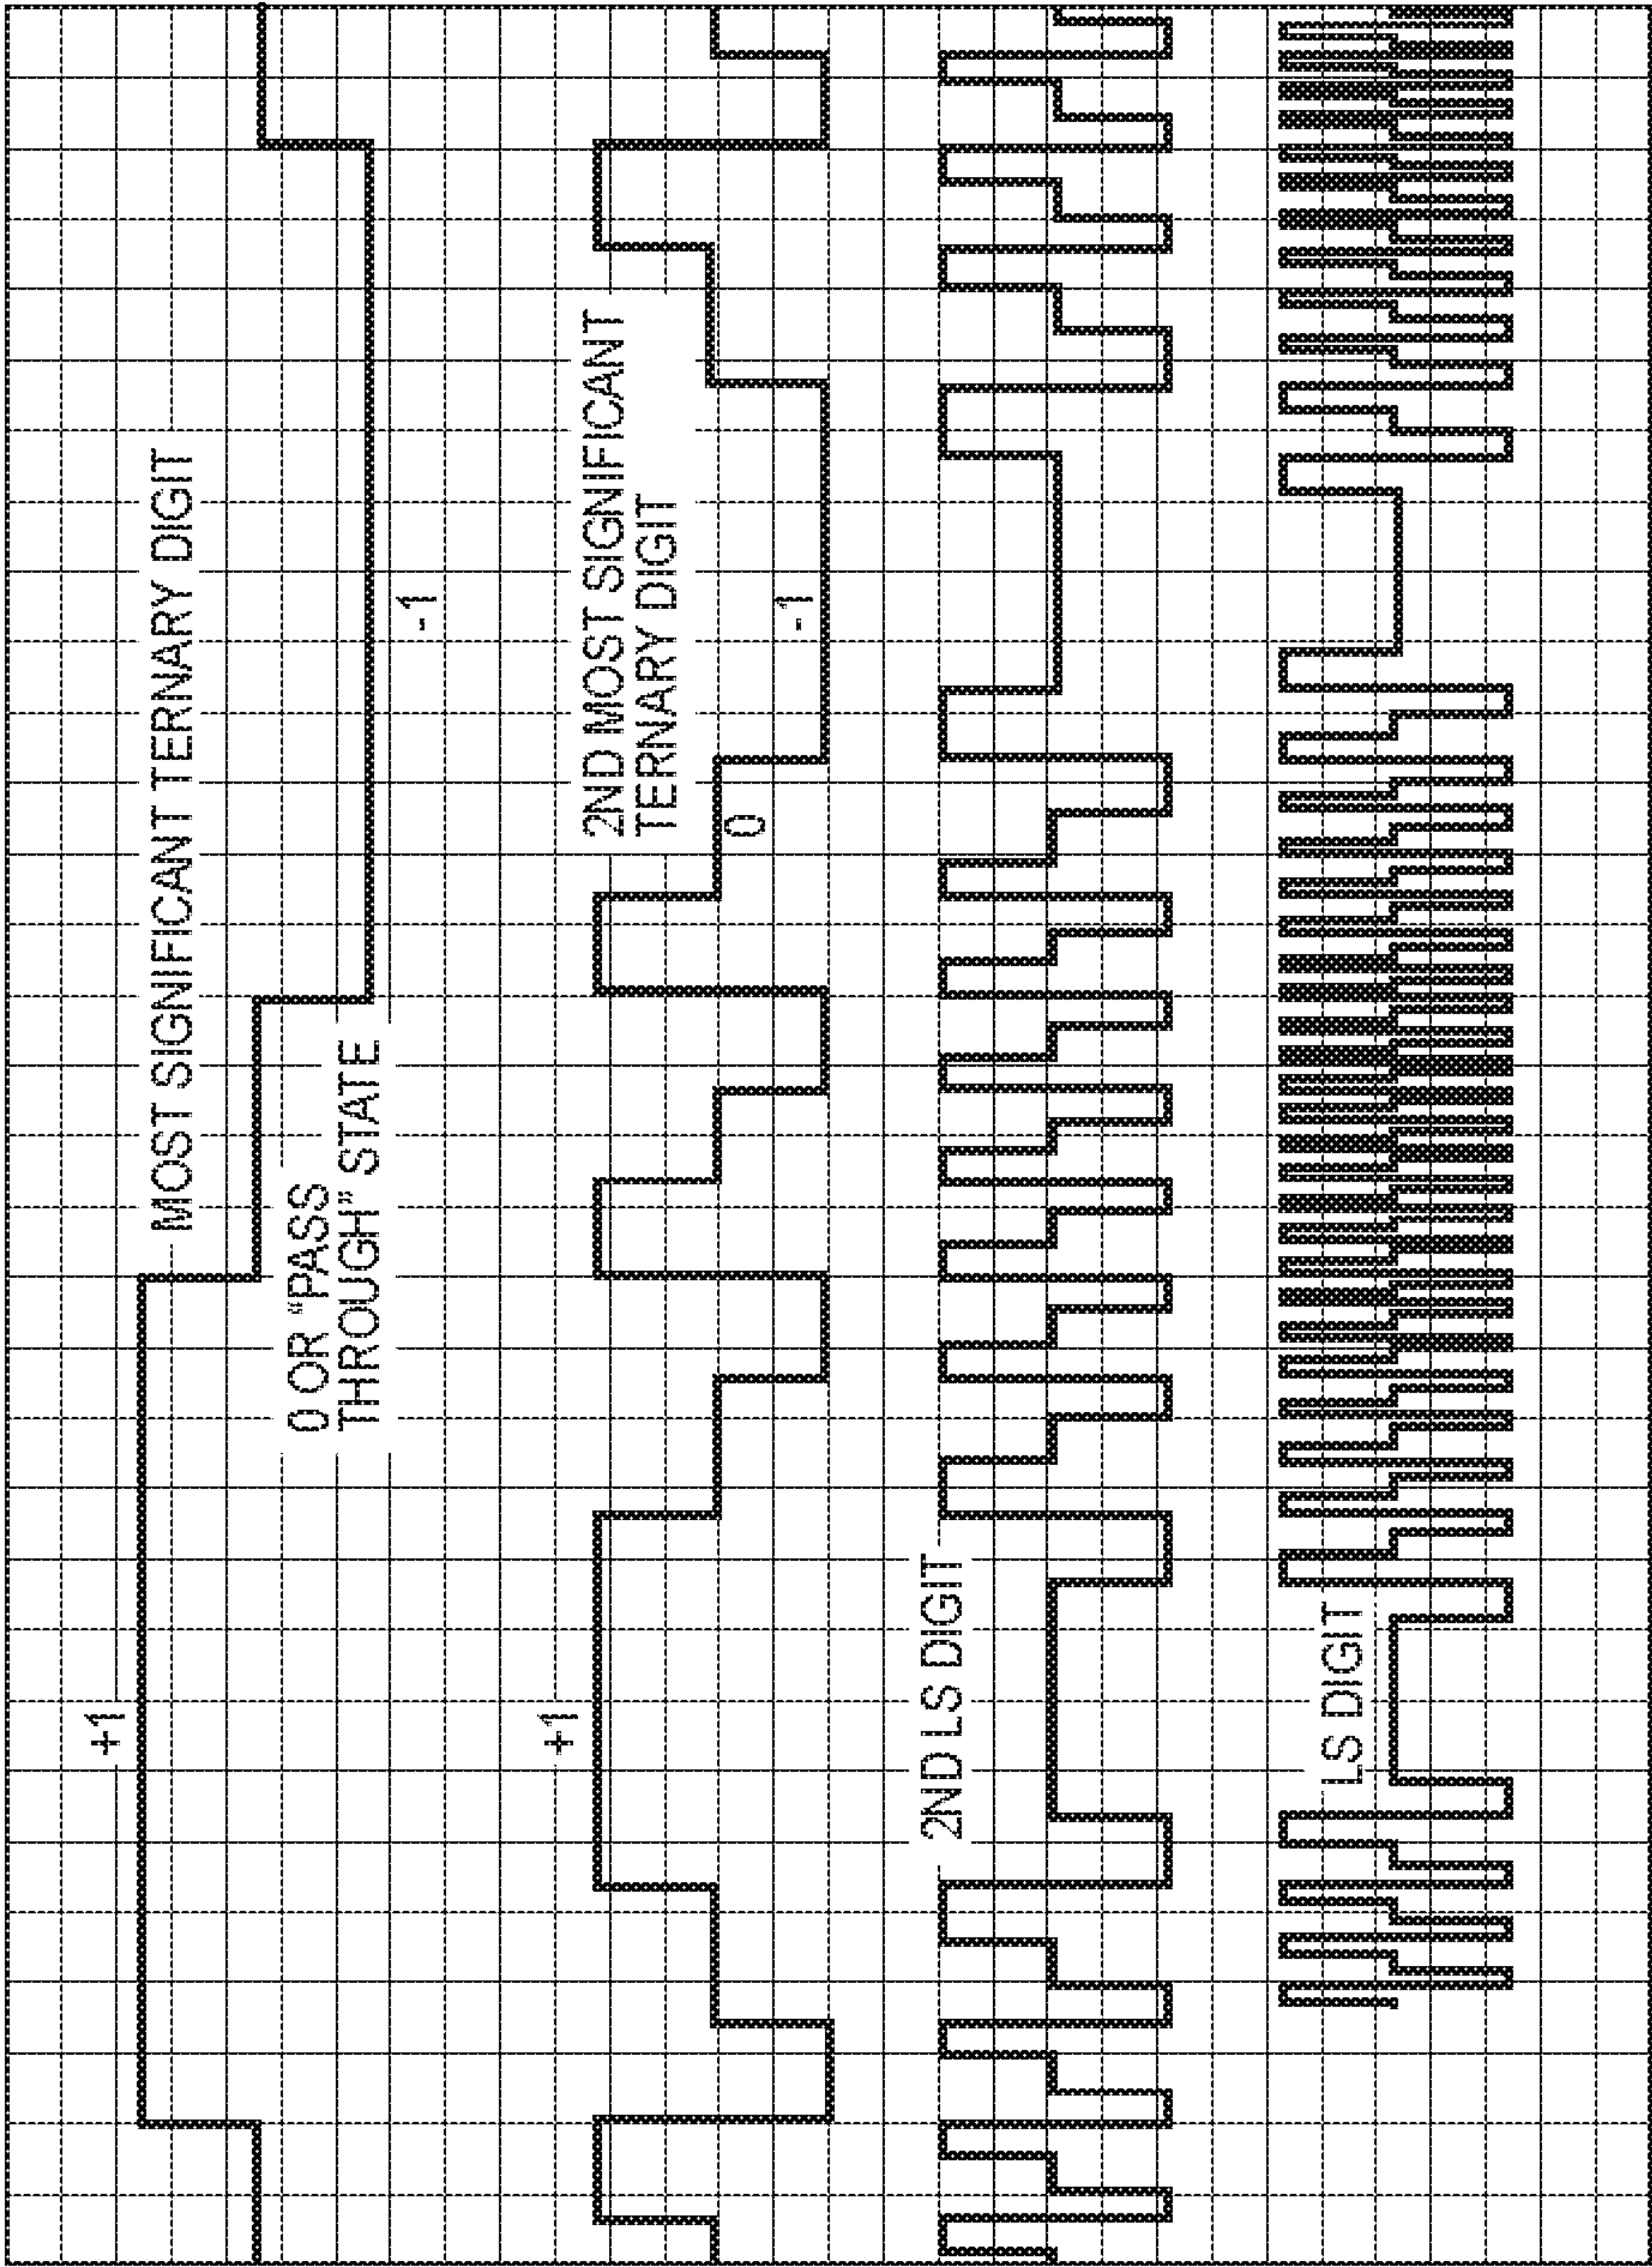 +1
MOST SIGNIFICANT TERNARY DIGIT
0 OR "PASS
THROUGH" STATE
-1
+1
2ND MOST SIGNIFICANT
TERNARY DIGIT
0
-1
2ND LS DIGIT
LS DIGIT